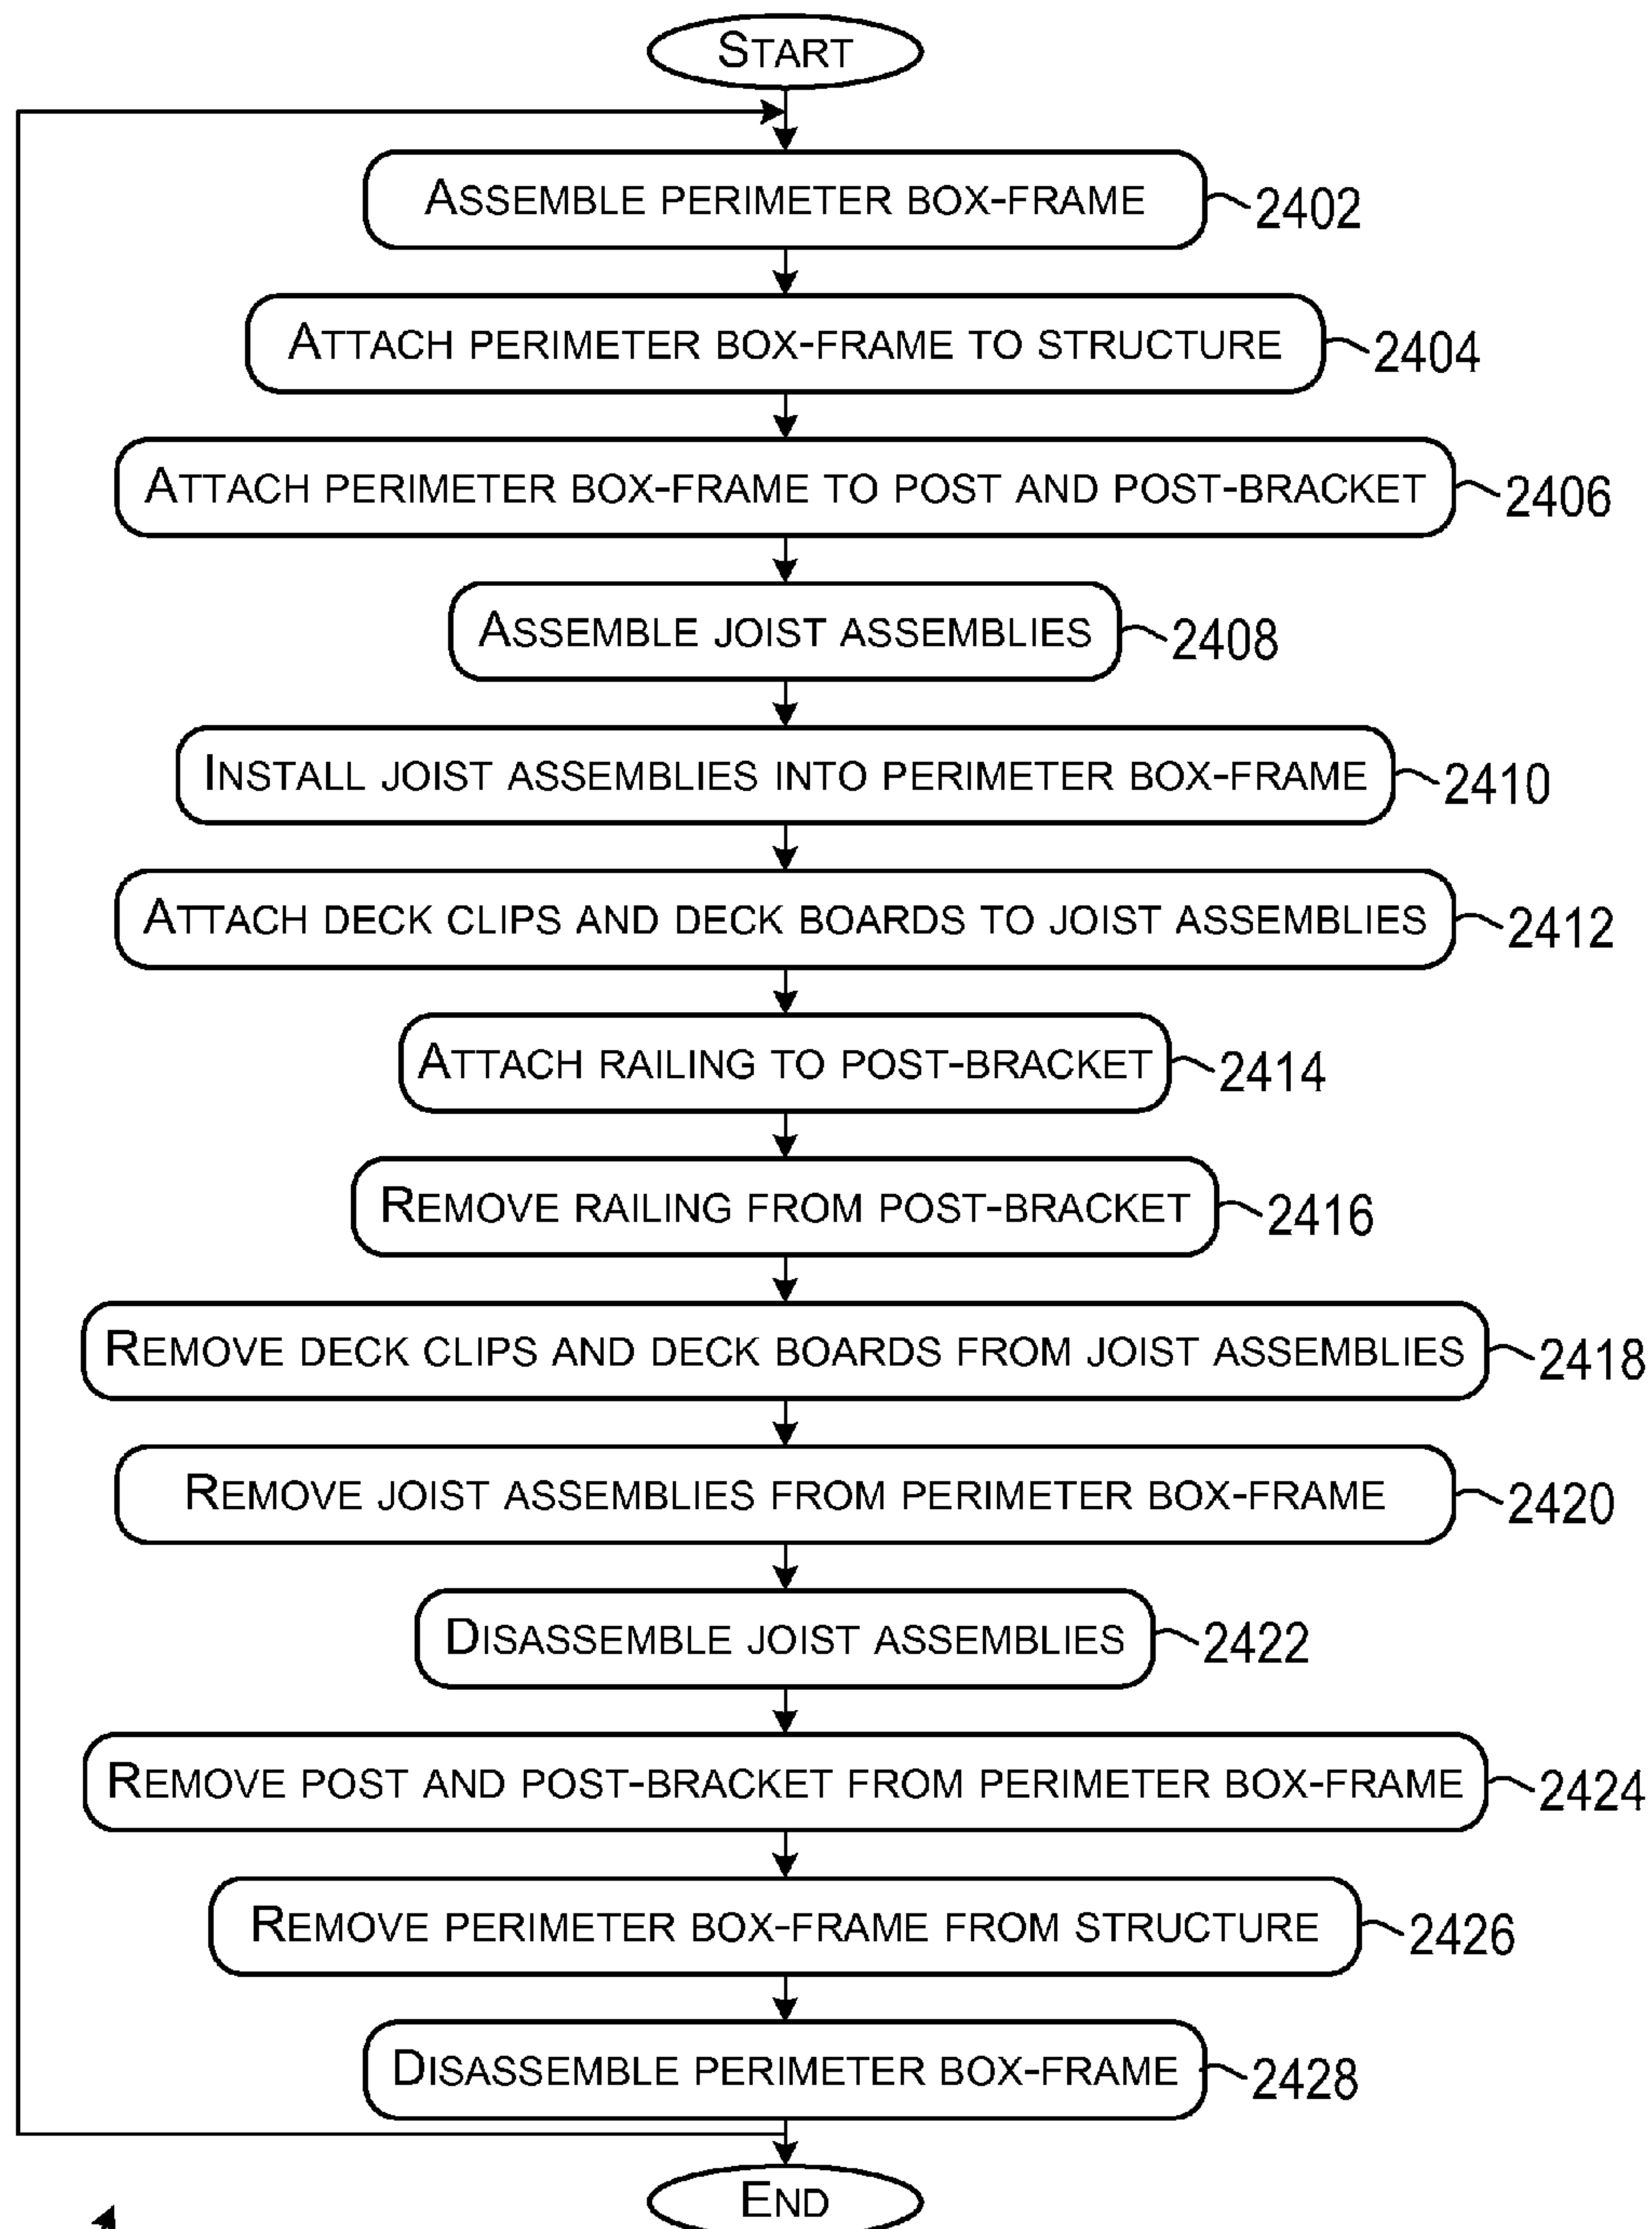 START
ASSEMBLE PERIMETER BOX-FRAME 2402
ATTACH PERIMETER BOX-FRAME TO STRUCTURE 2404
ATTACH PERIMETER BOX-FRAME TO POST AND POST-BRACKET 2406
ASSEMBLE JOIST ASSEMBLIES 2408
INSTALL JOIST ASSEMBLIES INTO PERIMETER BOX-FRAME 2410
ATTACH DECK CLIPS AND DECK BOARDS TO JOIST ASSEMBLIES 2412
ATTACH RAILING TO POST-BRACKET 2414
REMOVE RAILING FROM POST-BRACKET 2416
REMOVE DECK CLIPS AND DECK BOARDS FROM JOIST ASSEMBLIES 2418
REMOVE JOIST ASSEMBLIES FROM PERIMETER BOX-FRAME 2420
DISASSEMBLE JOIST ASSEMBLIES 2422
REMOVE POST AND POST-BRACKET FROM PERIMETER BOX-FRAME 2424
REMOVE PERIMETER BOX-FRAME FROM STRUCTURE 2426
DISASSEMBLE PERIMETER BOX-FRAME 2428
END